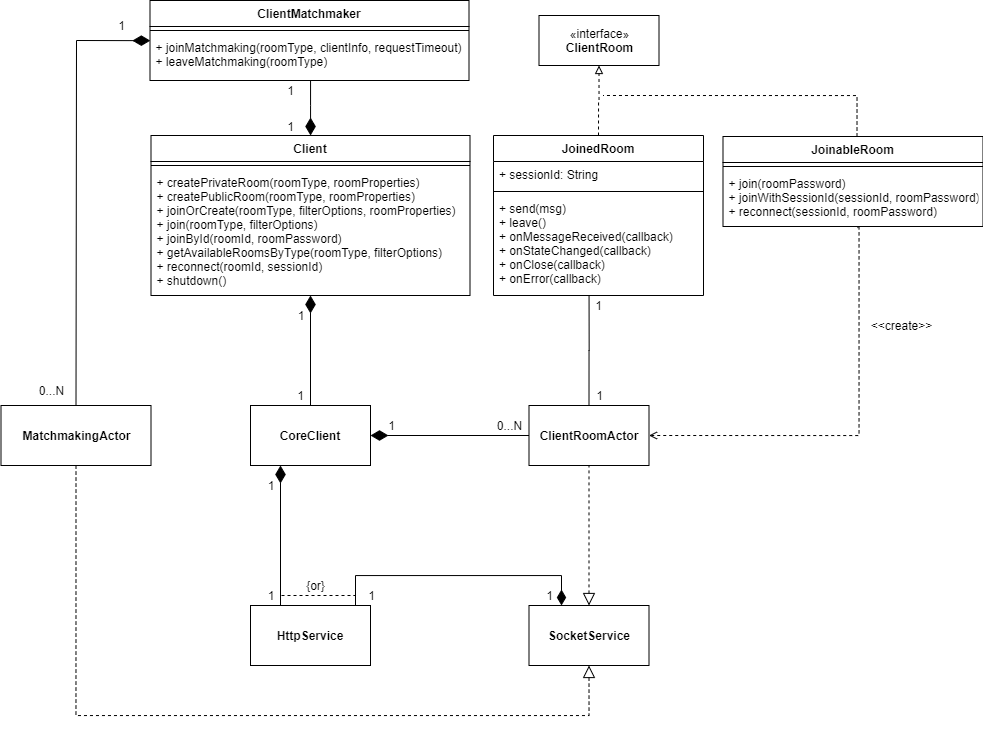 ClientMatchmaker
1
+ joinMatchmaking(roomType, clientInfo, requestTimeout)
+ leaveMatchmaking(roomType)
«interface»
ClientRoom
1
1
Client
+ createPrivateRoom(roomType, roomProperties)
+ createPublicRoom(roomType, roomProperties)
+ joinOrCreate(roomType, filterOptions, roomProperties)
+ join(roomType, filterOptions)
+ joinById(roomId, roomPassword)
+ getAvailableRoomsByType(roomType, filterOptions)
+ reconnect(roomId, sessionId)
+ shutdown()
JoinedRoom
+ sessionId: String
+ send(msg)
+ leave()
+ onMessageReceived(callback)
+ onStateChanged(callback)
+ onClose(callback)
+ onError(callback)
JoinableRoom
+ join(roomPassword)
+ joinWithSessionId(sessionId, roomPassword)
+ reconnect(sessionId, roomPassword)
1
1
<<create>>
0...N
1
1
MatchmakingActor
CoreClient
1
0...N
ClientRoomActor
1
{or}
1
1
1
HttpService
SocketService